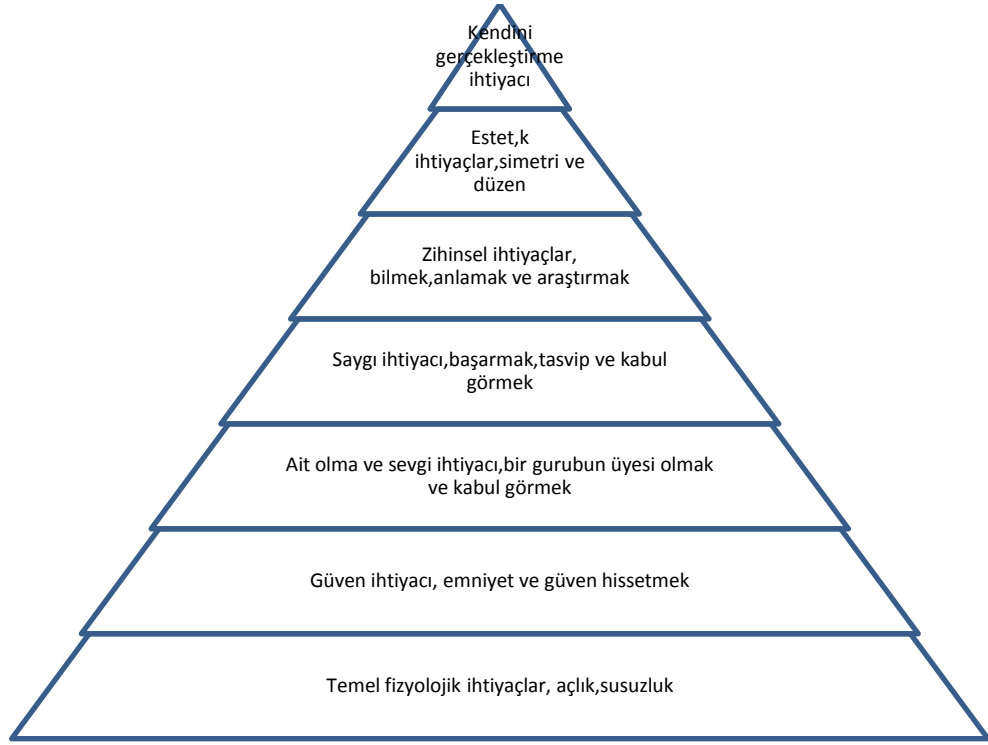 Kendini
gerçekleştirme
ihtiyacı
Estet,k
ihtiyaçlar,simetri ve
düzen
Zihinsel ihtiyaçlar,
bilmek,anlamak ve araştırmak
Saygı ihtiyacı,başarmak,tasvip ve kabul
görmek
Ait olma ve sevgi ihtiyacı,bir gurubun üyesi olmak
ve kabul görmek
Güven ihtiyacı, emniyet ve güven hissetmek
Temel fizyolojik ihtiyaçlar, açlık,susuzluk